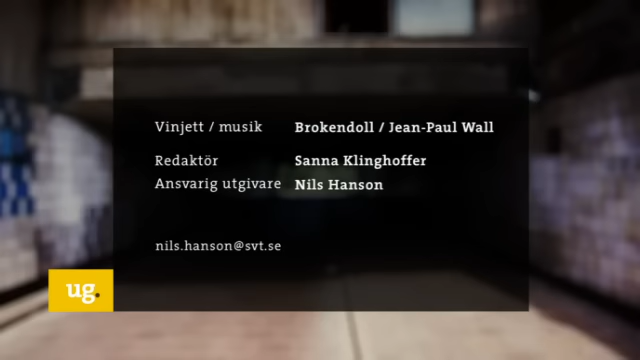 Vinjett / musik Brokendoll / Jean-Paul Wall
Redaktör Sanna Klinghoffer
Ansvarig utgivare Nils Hanson
nils.hanson@svt.se
ug.